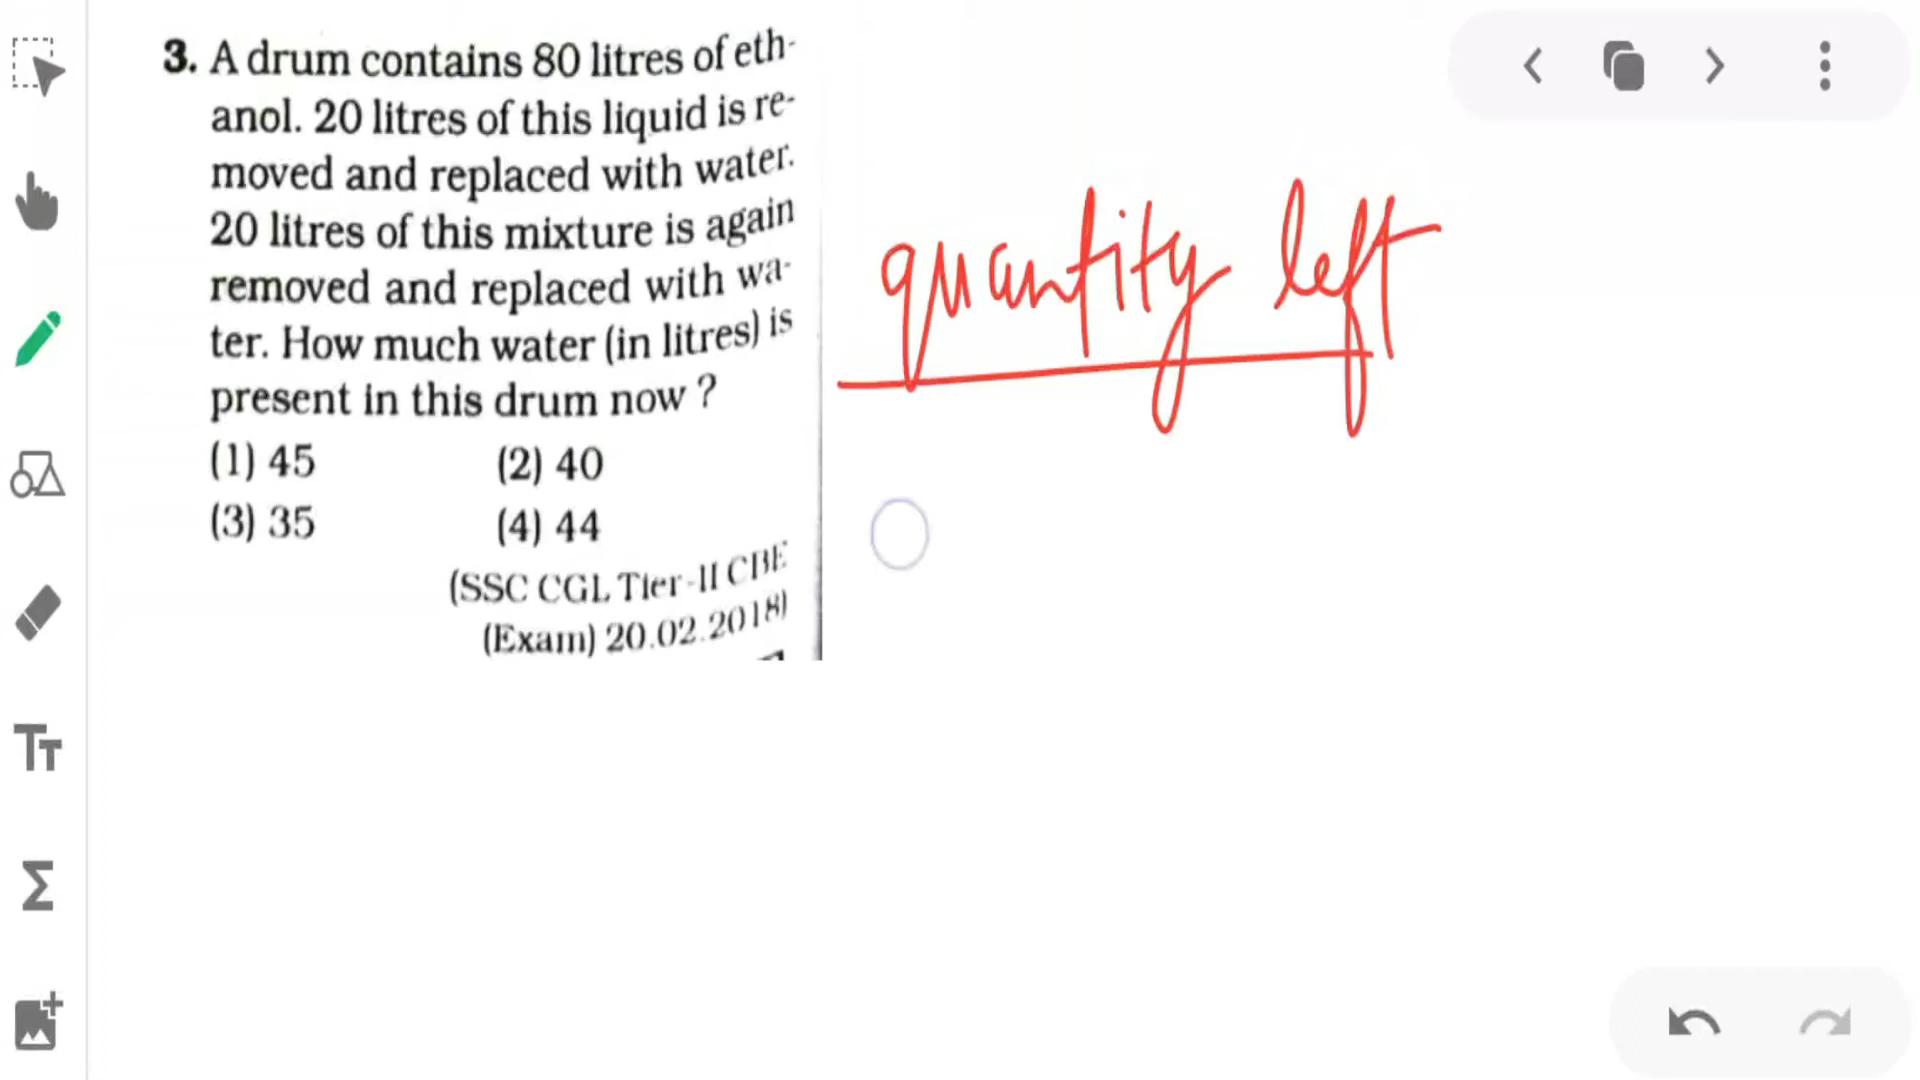 3. A drum contains 80 litres of eth-
anol. 20 litres of this liquid is re-
moved and replaced with water.
20 litres of this mixture is again
removed and replaced with wa-
ter. How much water (in litres) is
present in this drum now ?
(1) 45 (2) 40
(3) 35 (4) 44
(SSC CGL Tier-II CBE
(Exam) 20.02.2018)
quantity left
TT
Σ